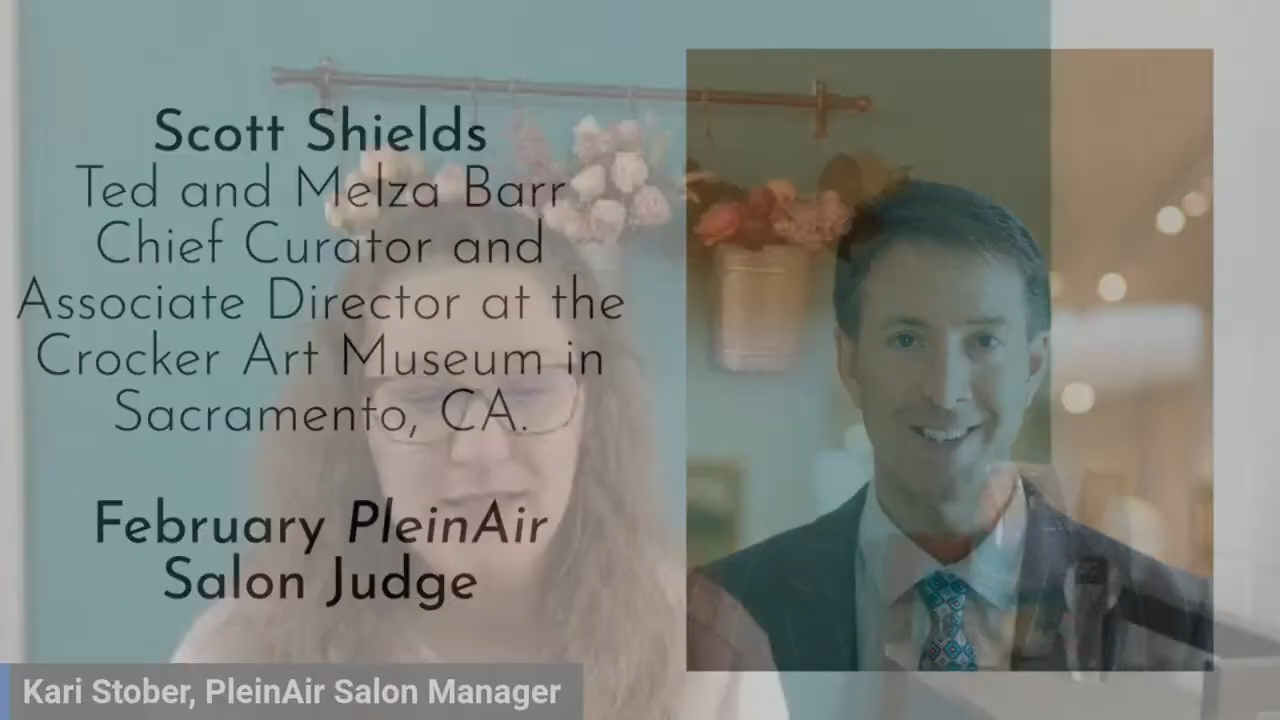 Scott Shields
Ted and Melza Barr
Chief Curator and
Associate Director at the
Crocker Art Museum in
Sacramento, CA.
February PleinAir
Salon Judge
Kari Stober, PleinAir Salon Manager